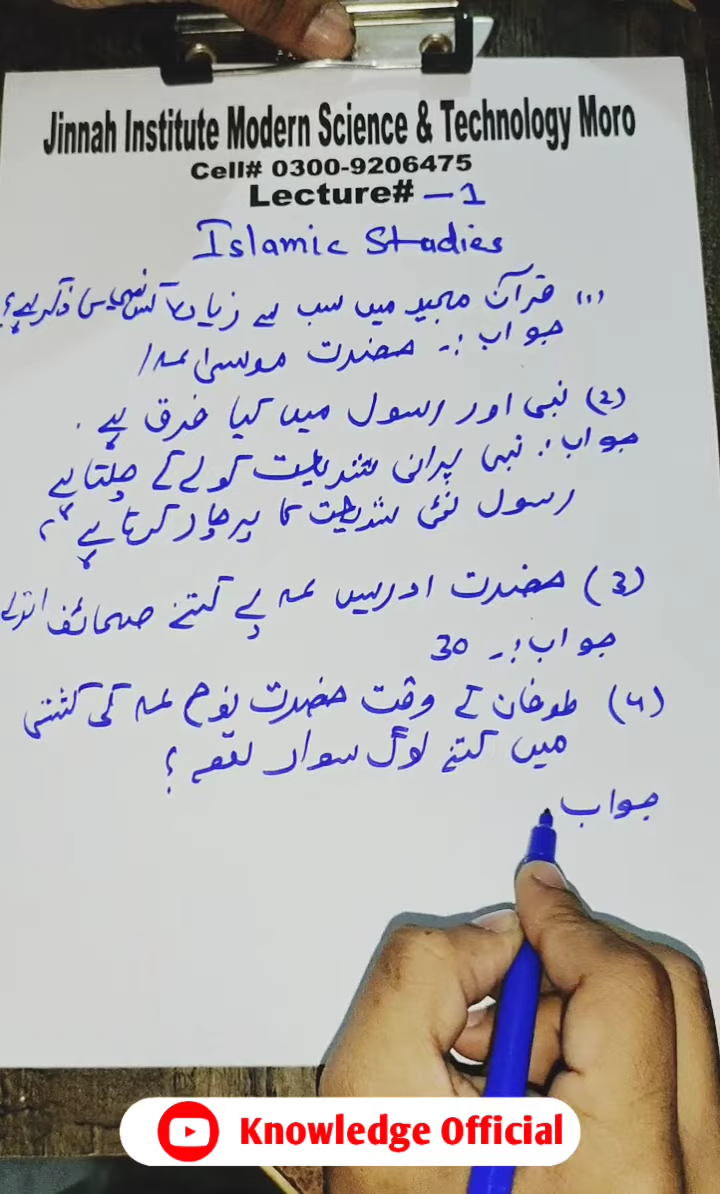 Jinnah Institute Modern Science & Technology Moro
Cell# 0300-9206475
Lecture# -1
Islamic Studies
(1) قرآن مجید میں سب سے زیادہ کس نبی کا ذکر ہے؟
جواب :۔ حضرت موسیٰ عہ/
(2) نبی اور رسول میں کیا فرق ہے .
جواب :. نبی پرانی شریعت کو لے کے چلتا ہے
رسول نئی شریعت کا پرچار کرتا ہے
(3) حضرت ادریس عہ پے کتنے صحائف اترے
جواب :۔ 30
(4) طوفان کے وقت حضرت نوح عہ کی کشتی
میں کتنے لوگ سوار تھے ؟
جواب
Knowledge Official